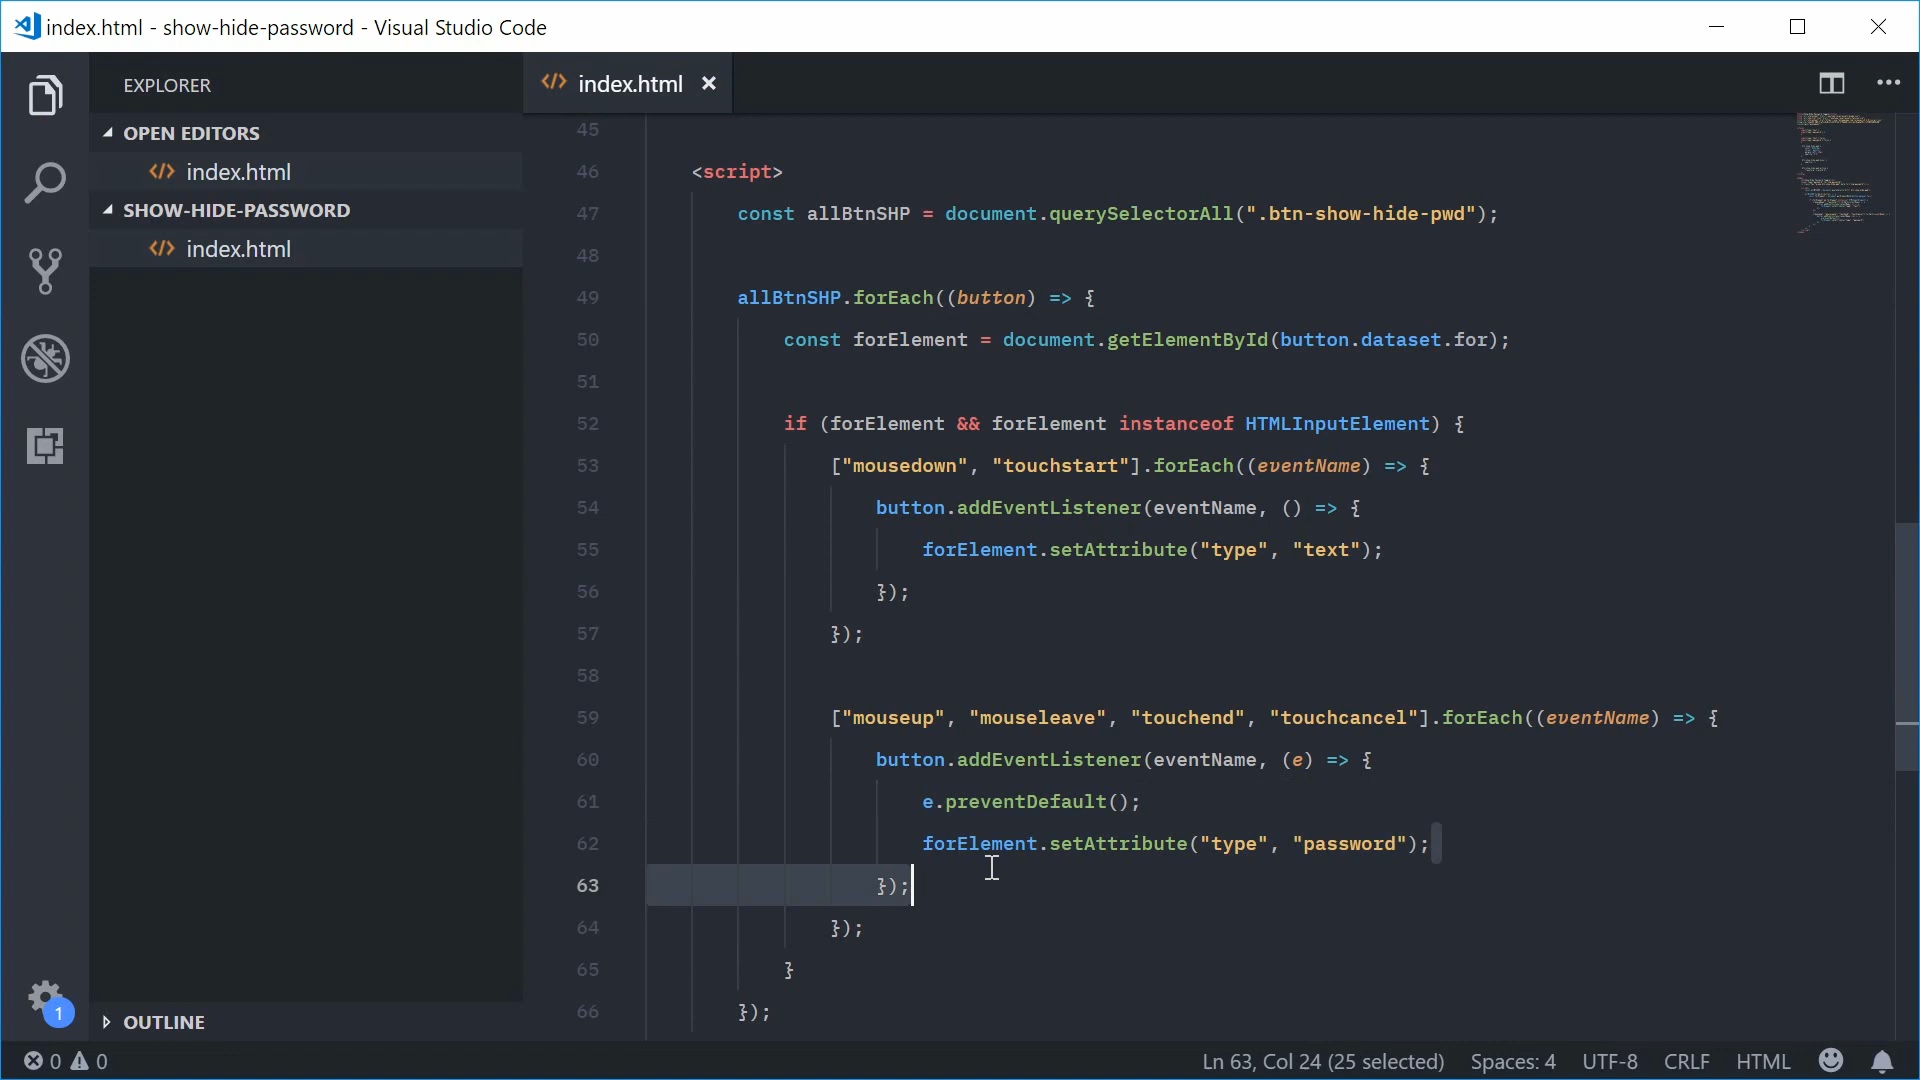 index.html - show-hide-password - Visual Studio Code
EXPLORER
OPEN EDITORS
index.html
SHOW-HIDE-PASSWORD
index.html
1
OUTLINE
index.html
45
46 <script>
47 const allBtnSHP = document.querySelectorAll(".btn-show-hide-pwd");
48
49 allBtnSHP.forEach((button) => {
50 const forElement = document.getElementById(button.dataset.for);
51
52 if (forElement && forElement instanceof HTMLInputElement) {
53 ["mousedown", "touchstart"].forEach((eventName) => {
54 button.addEventListener(eventName, () => {
55 forElement.setAttribute("type", "text");
56 });
57 });
58
59 ["mouseup", "mouseleave", "touchend", "touchcancel"].forEach((eventName) => {
60 button.addEventListener(eventName, (e) => {
61 e.preventDefault();
62 forElement.setAttribute("type", "password");
63 });
64 });
65 }
66 });
0 0
Ln 63, Col 24 (25 selected) Spaces: 4 UTF-8 CRLF HTML